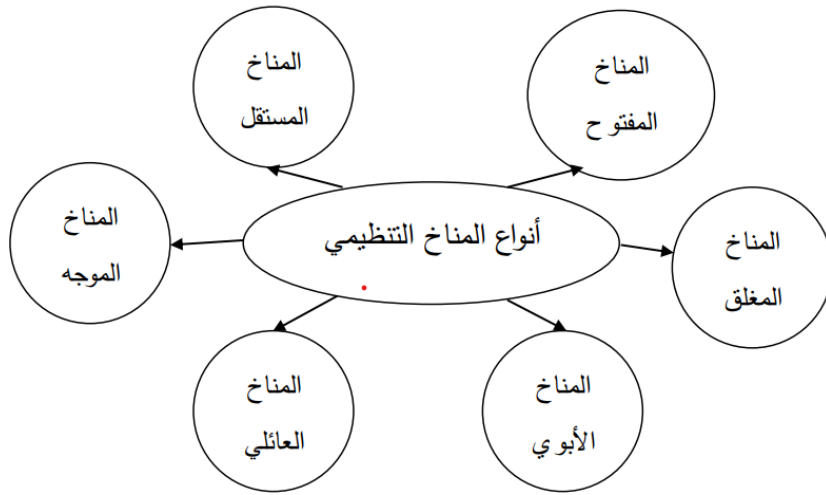 المناخ
المفتوح
المناخ
المستقل
أنواع المناخ التنظيمي
المناخ
المغلق
المناخ
الموجه
المناخ
الأبوي
المناخ
العائلي